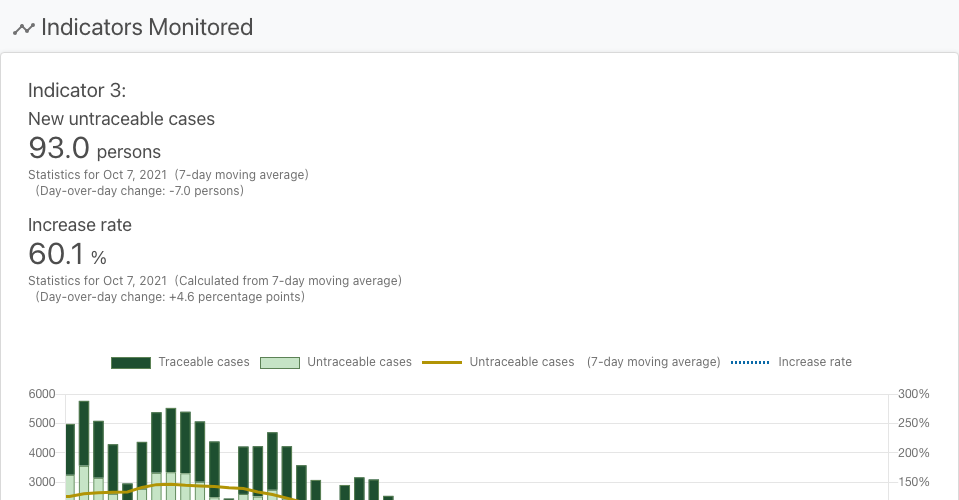 Indicators Monitored
Indicator 3:
New untraceable cases
93.0 persons
Statistics for Oct 7, 2021 (7-day moving average)
(Day-over-day change: -7.0 persons)
Increase rate
60.1 %
Statistics for Oct 7, 2021 (Calculated from 7-day moving average)
(Day-over-day change: +4.6 percentage points)
Traceable cases Untraceable cases Untraceable cases (7-day moving average) Increase rate
6000 300%
5000 250%
4000 200%
3000 150%